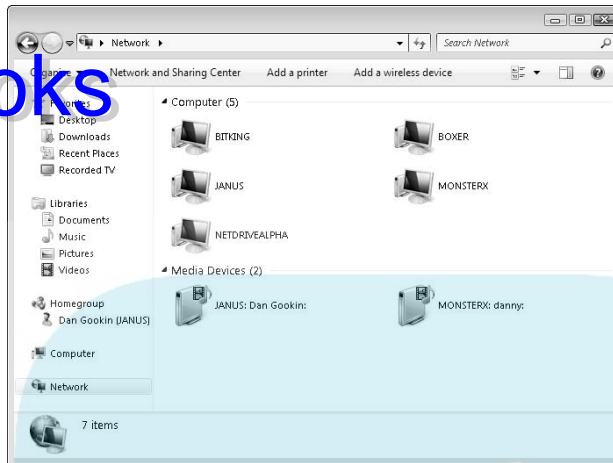 Network
Search Network
oks
Organize
Network and Sharing Center
Add a printer
Add a wireless device
Favorites
Desktop
Downloads
Recent Places
Recorded TV
Libraries
Documents
Music
Pictures
Videos
Homegroup
Dan Gookin (JANUS)
Computer
Network
Computer (5)
BITKING
BOXER
JANUS
MONSTERX
NETDRIVEALPHA
Media Devices (2)
JANUS: Dan Gookin:
MONSTERX: danny:
7 items